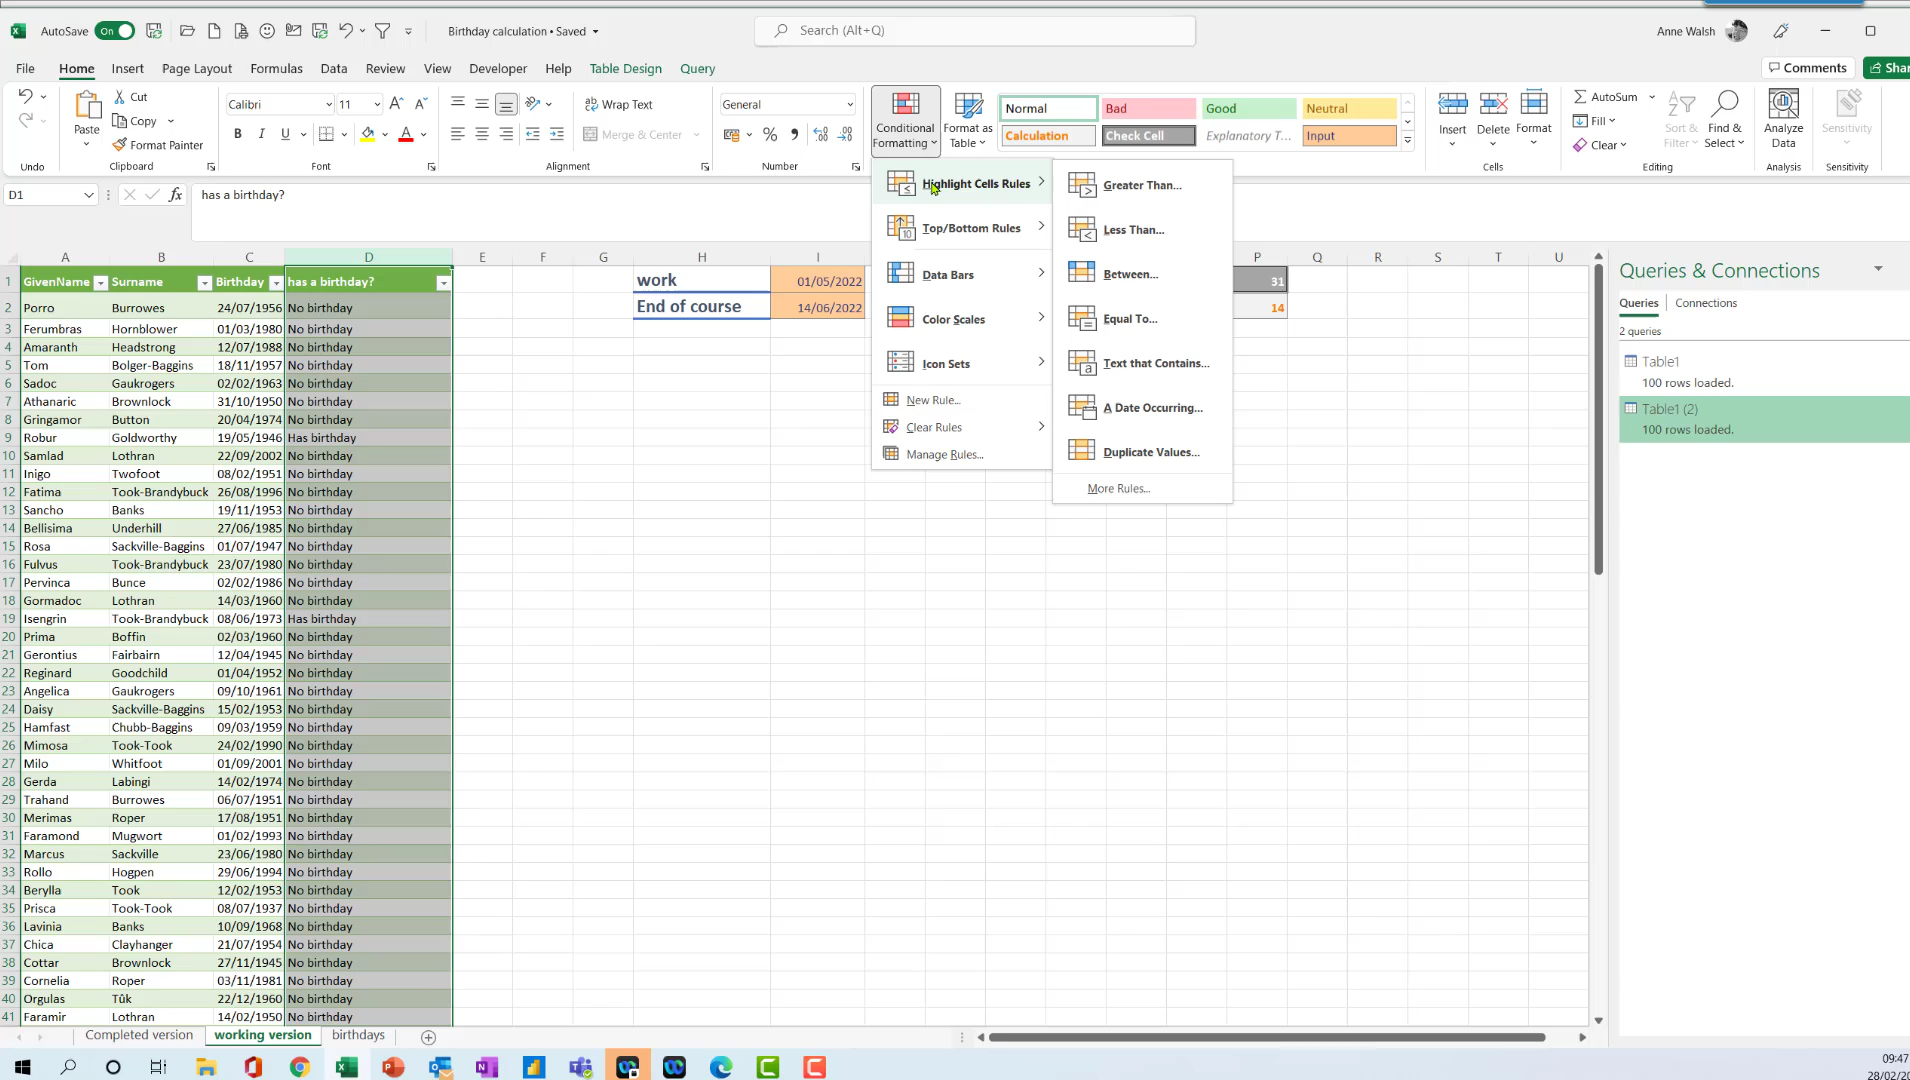 AutoSave On Birthday calculation • Saved Search (Alt+Q) Anne Walsh
File Home Insert Page Layout Formulas Data Review View Developer Help Table Design Query Comments Shar
Undo
Paste
Cut
Copy
Format Painter
Clipboard
Calibri 11
B I U
Font
Wrap Text
Merge & Center
Alignment
General
Number
Conditional Formatting
Format as Table
Normal Bad Good Neutral
Calculation Check Cell Explanatory T... Input
Insert Delete Format
Cells
AutoSum
Fill
Clear
Sort & Filter
Find & Select
Editing
Analyze Data
Analysis
Sensitivity
Sensitivity
D1 fx has a birthday?
Highlight Cells Rules
Top/Bottom Rules
Data Bars
Color Scales
Icon Sets
New Rule...
Clear Rules
Manage Rules...
Greater Than...
Less Than...
Between...
Equal To...
Text that Contains...
A Date Occurring...
Duplicate Values...
More Rules...
A B C D E F G H I P Q R S T U
1 GivenName Surname Birthday has a birthday? work 01/05/2022 31
2 Porro Burrowes 24/07/1956 No birthday End of course 14/06/2022 14
3 Ferumbras Hornblower 01/03/1980 No birthday
4 Amaranth Headstrong 12/07/1988 No birthday
5 Tom Bolger-Baggins 18/11/1957 No birthday
6 Sadoc Gaukrogers 02/02/1963 No birthday
7 Athanaric Brownlock 31/10/1950 No birthday
8 Gringamor Button 20/04/1974 No birthday
9 Robur Goldworthy 19/05/1946 Has birthday
10 Samlad Lothran 22/09/2002 No birthday
11 Inigo Twofoot 08/02/1951 No birthday
12 Fatima Took-Brandybuck 26/08/1996 No birthday
13 Sancho Banks 19/11/1953 No birthday
14 Bellisima Underhill 27/06/1985 No birthday
15 Rosa Sackville-Baggins 01/07/1947 No birthday
16 Fulvus Took-Brandybuck 23/07/1980 No birthday
17 Pervinca Bunce 02/02/1986 No birthday
18 Gormadoc Lothran 14/03/1960 No birthday
19 Isengrin Took-Brandybuck 08/06/1973 Has birthday
20 Prima Boffin 02/03/1960 No birthday
21 Gerontius Fairbairn 12/04/1945 No birthday
22 Reginard Goodchild 01/04/1952 No birthday
23 Angelica Gaukrogers 09/10/1961 No birthday
24 Daisy Sackville-Baggins 15/02/1953 No birthday
25 Hamfast Chubb-Baggins 09/03/1959 No birthday
26 Mimosa Took-Took 24/02/1990 No birthday
27 Milo Whitfoot 01/09/2001 No birthday
28 Gerda Labingi 14/02/1974 No birthday
29 Trahand Burrowes 06/07/1951 No birthday
30 Merimas Roper 17/08/1951 No birthday
31 Faramond Mugwort 01/02/1993 No birthday
32 Marcus Sackville 23/06/1980 No birthday
33 Rollo Hogpen 29/06/1994 No birthday
34 Berylla Took 12/02/1953 No birthday
35 Prisca Took-Took 08/07/1937 No birthday
36 Lavinia Banks 10/09/1968 No birthday
37 Chica Clayhanger 21/07/1954 No birthday
38 Cottar Brownlock 27/11/1945 No birthday
39 Cornelia Roper 03/11/1981 No birthday
40 Orgulas Tûk 22/12/1960 No birthday
41 Faramir Lothran 14/02/1950 No birthday
Queries & Connections
Queries Connections
2 queries
Table1
100 rows loaded.
Table1 (2)
100 rows loaded.
Completed version working version birthdays
09:47
28/02/20